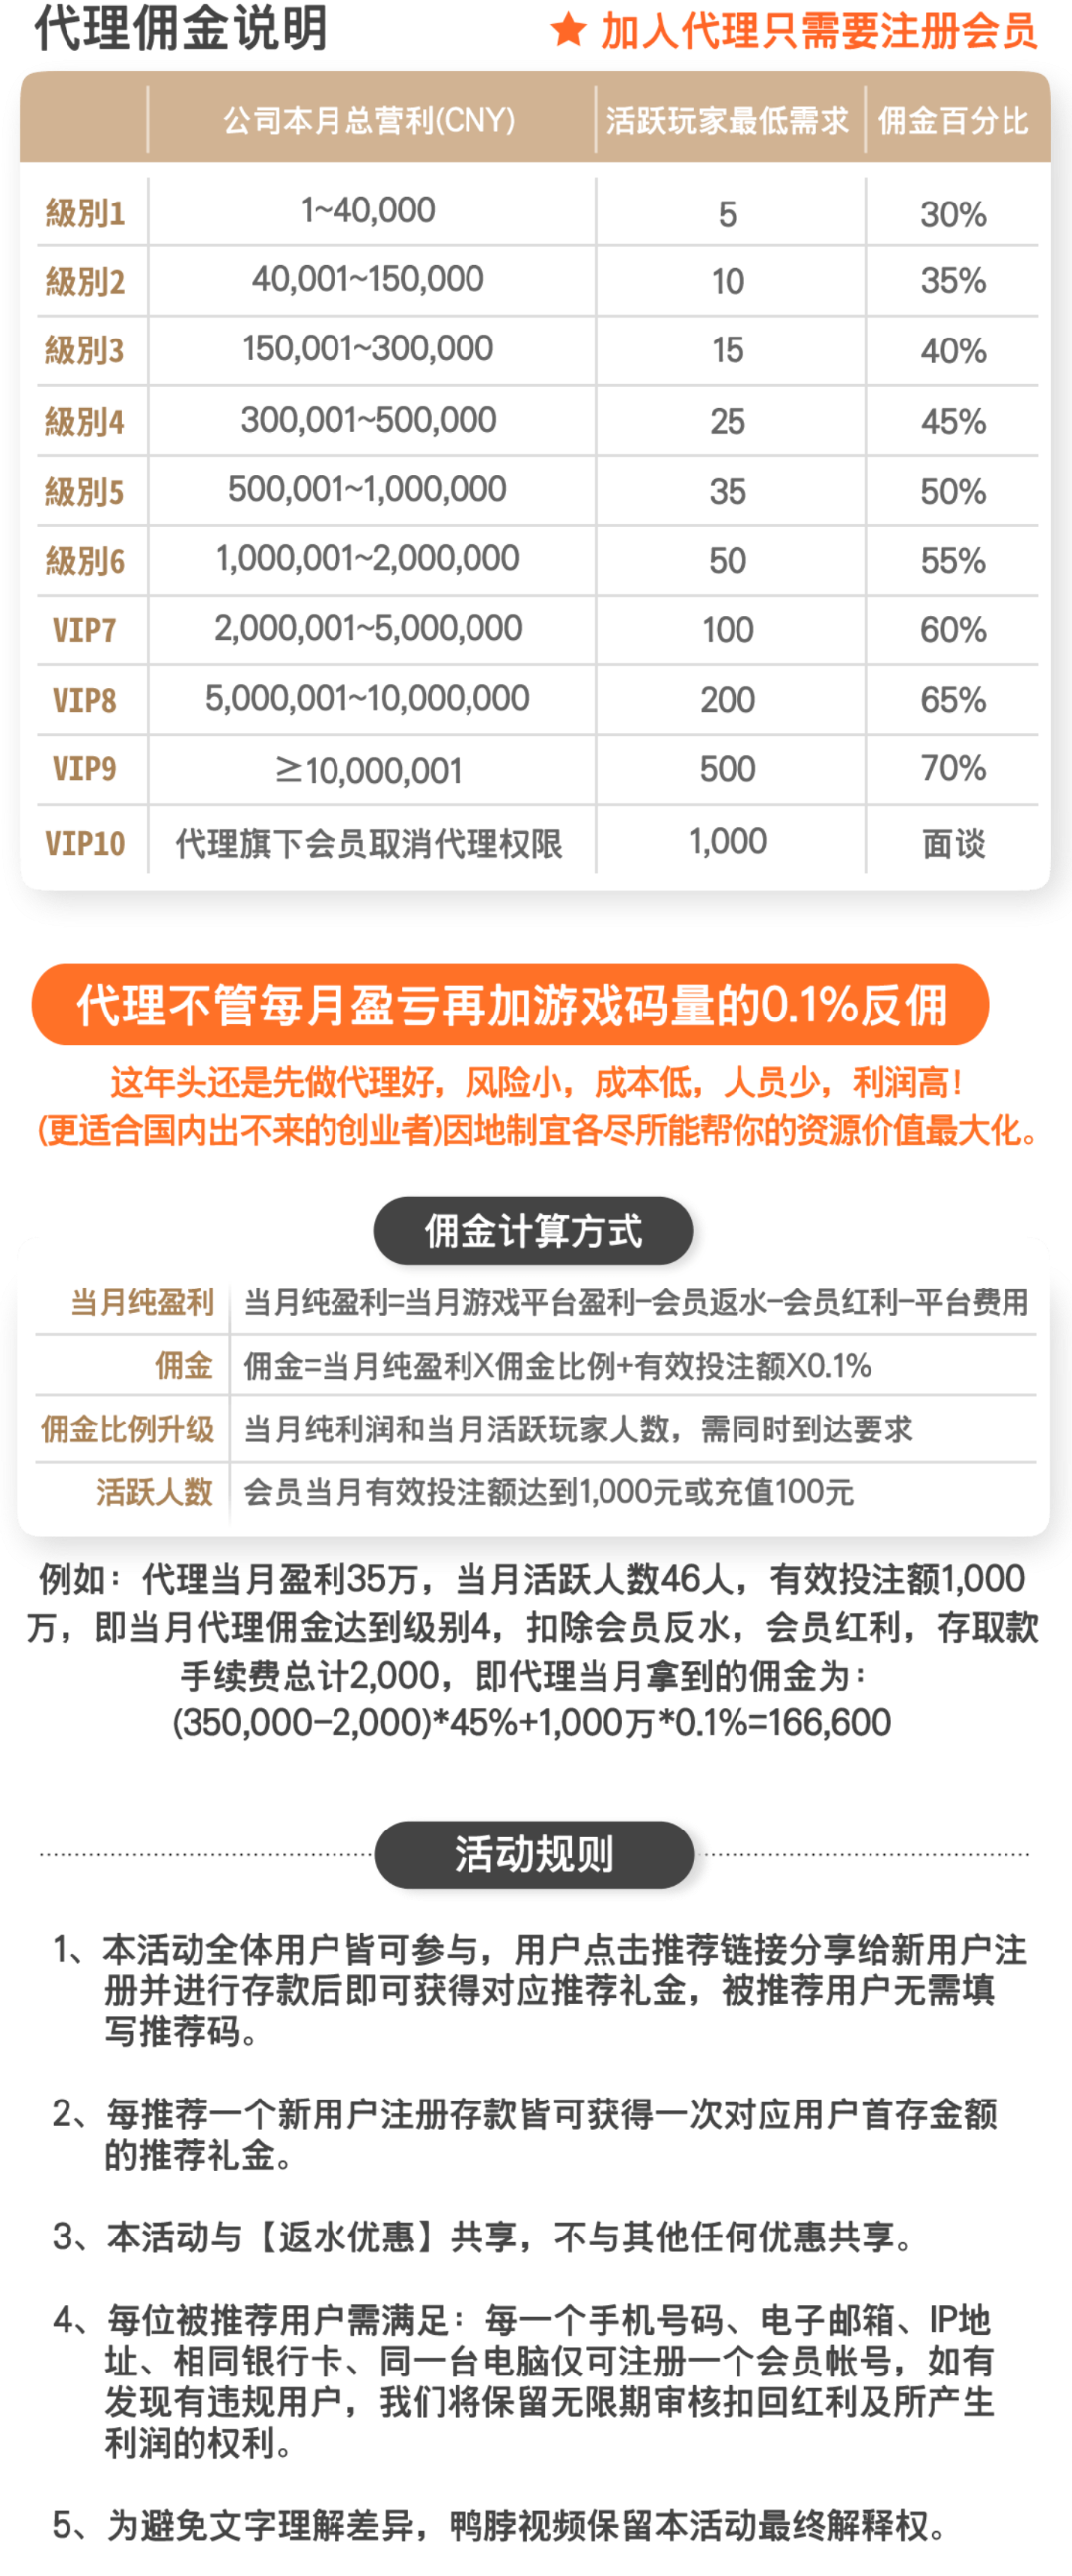 代理佣金说明
★ 加入代理只需要注册会员
公司本月总营利(CNY) 活跃玩家最低需求 佣金百分比
級別1 1~40,000 5 30%
級別2 40,001~150,000 10 35%
級別3 150,001~300,000 15 40%
級別4 300,001~500,000 25 45%
級別5 500,001~1,000,000 35 50%
級別6 1,000,001~2,000,000 50 55%
VIP7 2,000,001~5,000,000 100 60%
VIP8 5,000,001~10,000,000 200 65%
VIP9 ≥10,000,001 500 70%
VIP10 代理旗下会员取消代理权限 1,000 面谈
代理不管每月盈亏再加游戏码量的0.1%反佣
这年头还是先做代理好，风险小，成本低，人员少，利润高！
(更适合国内出不来的创业者)因地制宜各尽所能帮你的资源价值最大化。
佣金计算方式
当月纯盈利 当月纯盈利=当月游戏平台盈利-会员返水-会员红利-平台费用
佣金 佣金=当月纯盈利X佣金比例+有效投注额X0.1%
佣金比例升级 当月纯利润和当月活跃玩家人数，需同时到达要求
活跃人数 会员当月有效投注额达到1,000元或充值100元
例如：代理当月盈利35万，当月活跃人数46人，有效投注额1,000
万，即当月代理佣金达到级别4，扣除会员反水，会员红利，存取款
手续费总计2,000，即代理当月拿到的佣金为：
(350,000-2,000)*45%+1,000万*0.1%=166,600
活动规则
1、本活动全体用户皆可参与，用户点击推荐链接分享给新用户注
册并进行存款后即可获得对应推荐礼金，被推荐用户无需填
写推荐码。
2、每推荐一个新用户注册存款皆可获得一次对应用户首存金额
的推荐礼金。
3、本活动与【返水优惠】共享，不与其他任何优惠共享。
4、每位被推荐用户需满足：每一个手机号码、电子邮箱、IP地
址、相同银行卡、同一台电脑仅可注册一个会员帐号，如有
发现有违规用户，我们将保留无限期审核扣回红利及所产生
利润的权利。
5、为避免文字理解差异，鸭脖视频保留本活动最终解释权。